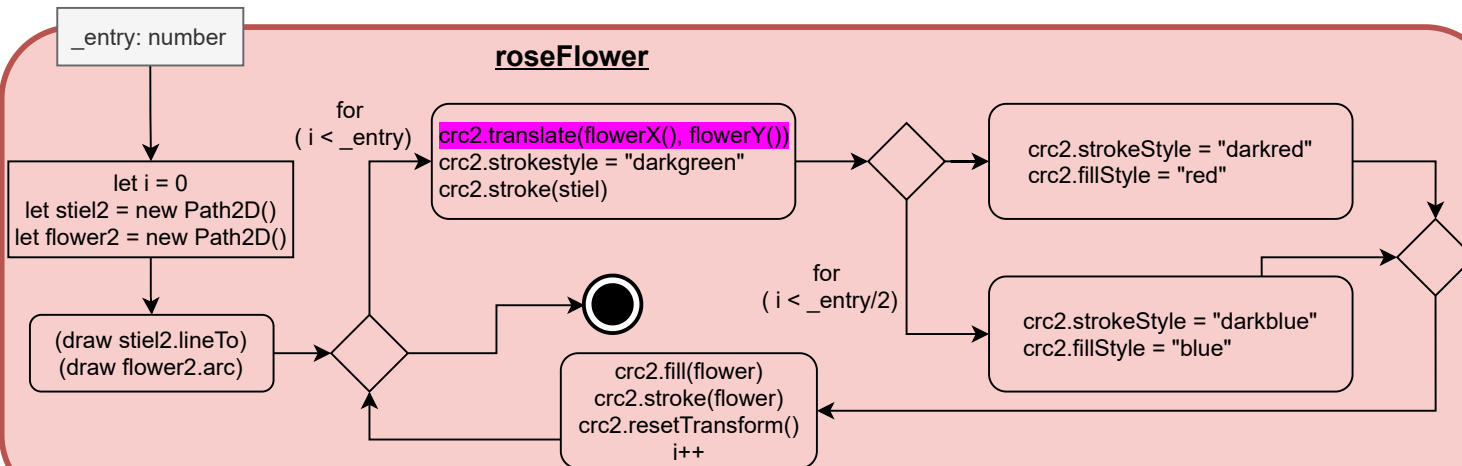 _entry: number
roseFlower
for
( i < _entry)
crc2.translate(flowerX(), flowerY())
crc2.strokestyle = "darkgreen"
crc2.stroke(stiel)
crc2.strokeStyle = "darkred"
crc2.fillStyle = "red"
let i = 0
let stiel2 = new Path2D()
let flower2 = new Path2D()
for
( i < _entry/2)
crc2.strokeStyle = "darkblue"
crc2.fillStyle = "blue"
(draw stiel2.lineTo)
(draw flower2.arc)
crc2.fill(flower)
crc2.stroke(flower)
crc2.resetTransform()
i++